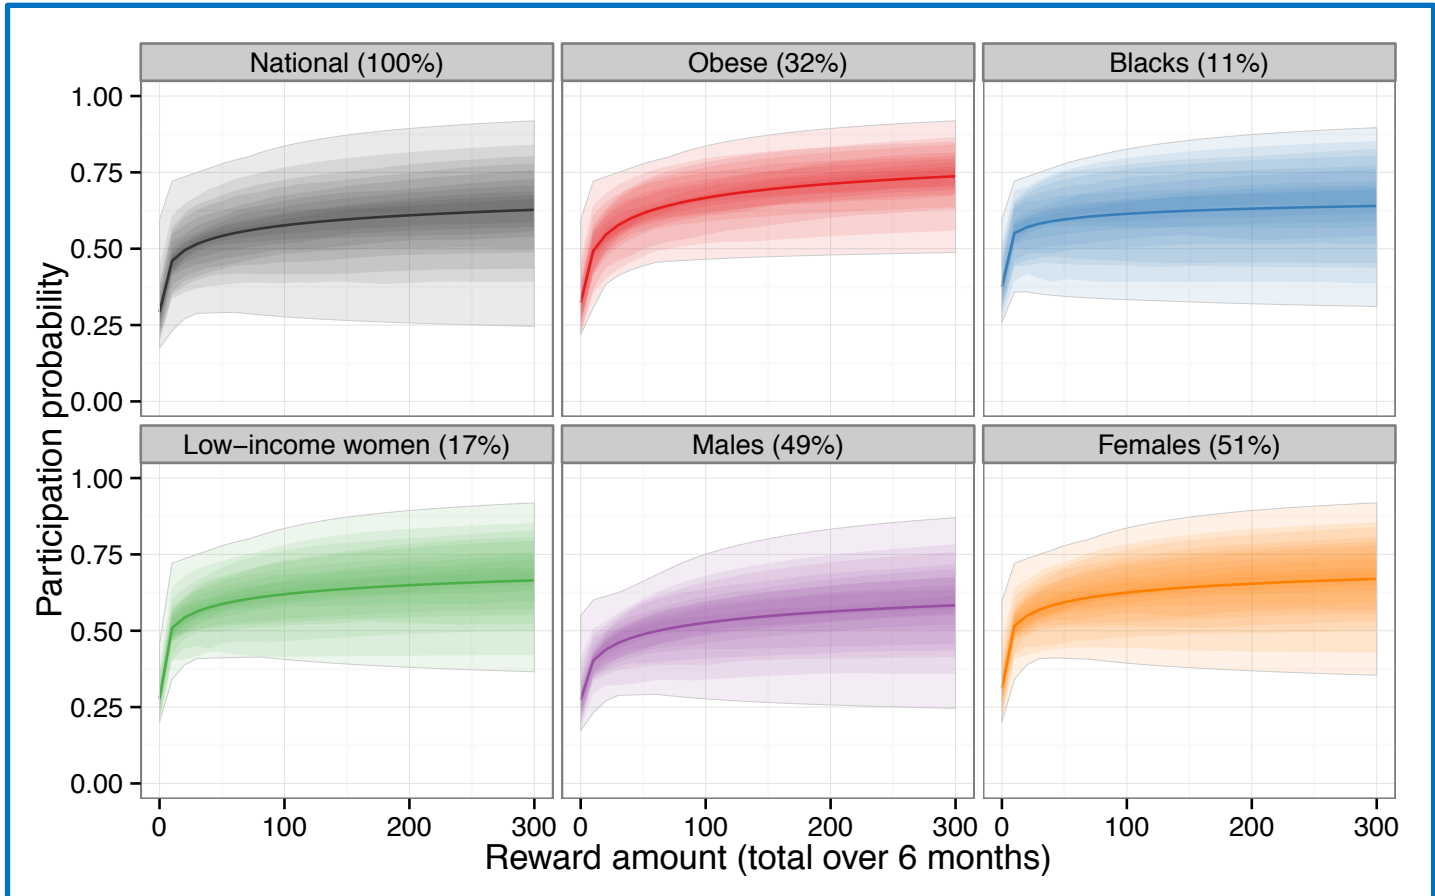 National (100%)
Obese (32%)
Blacks (11%)
1.00
0.75
0.50
0.25
0.00
Low−income women (17%)
Males (49%)
Females (51%)
1.00
0.75
0.50
0.25
0.00
Participation probability
0 100 200 300
0 100 200 300
0 100 200 300
Reward amount (total over 6 months)